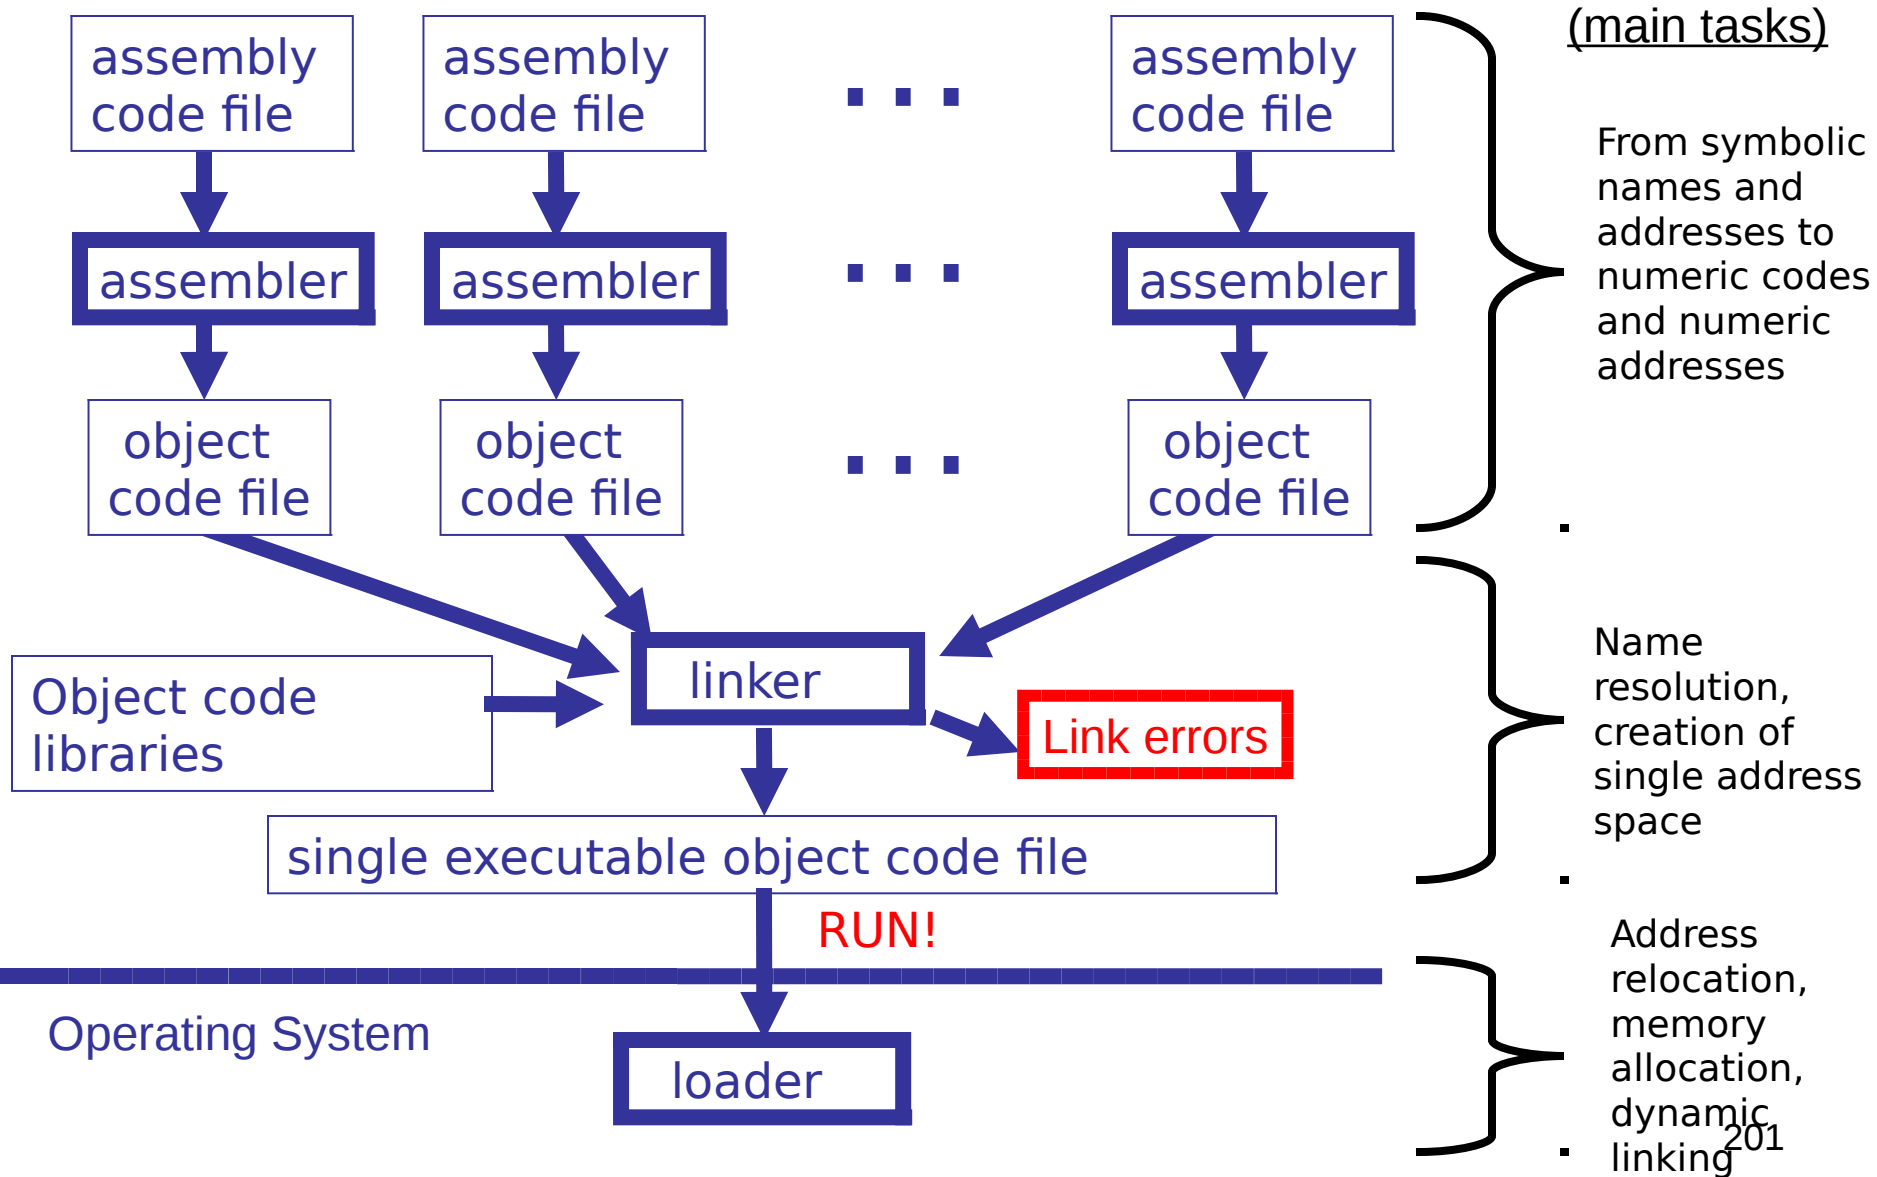 (main tasks)
assembly
code file
assembly
code file
...
assembly
code file
From symbolic
names and
addresses to
numeric codes
and numeric
addresses
assembler
assembler
...
assembler
object
code file
object
code file
...
object
code file
linker
Object code
libraries
Link errors
Name
resolution,
creation of
single address
space
single executable object code file
RUN!
Operating System
loader
Address
relocation,
memory
allocation,
dynamic
linking
201